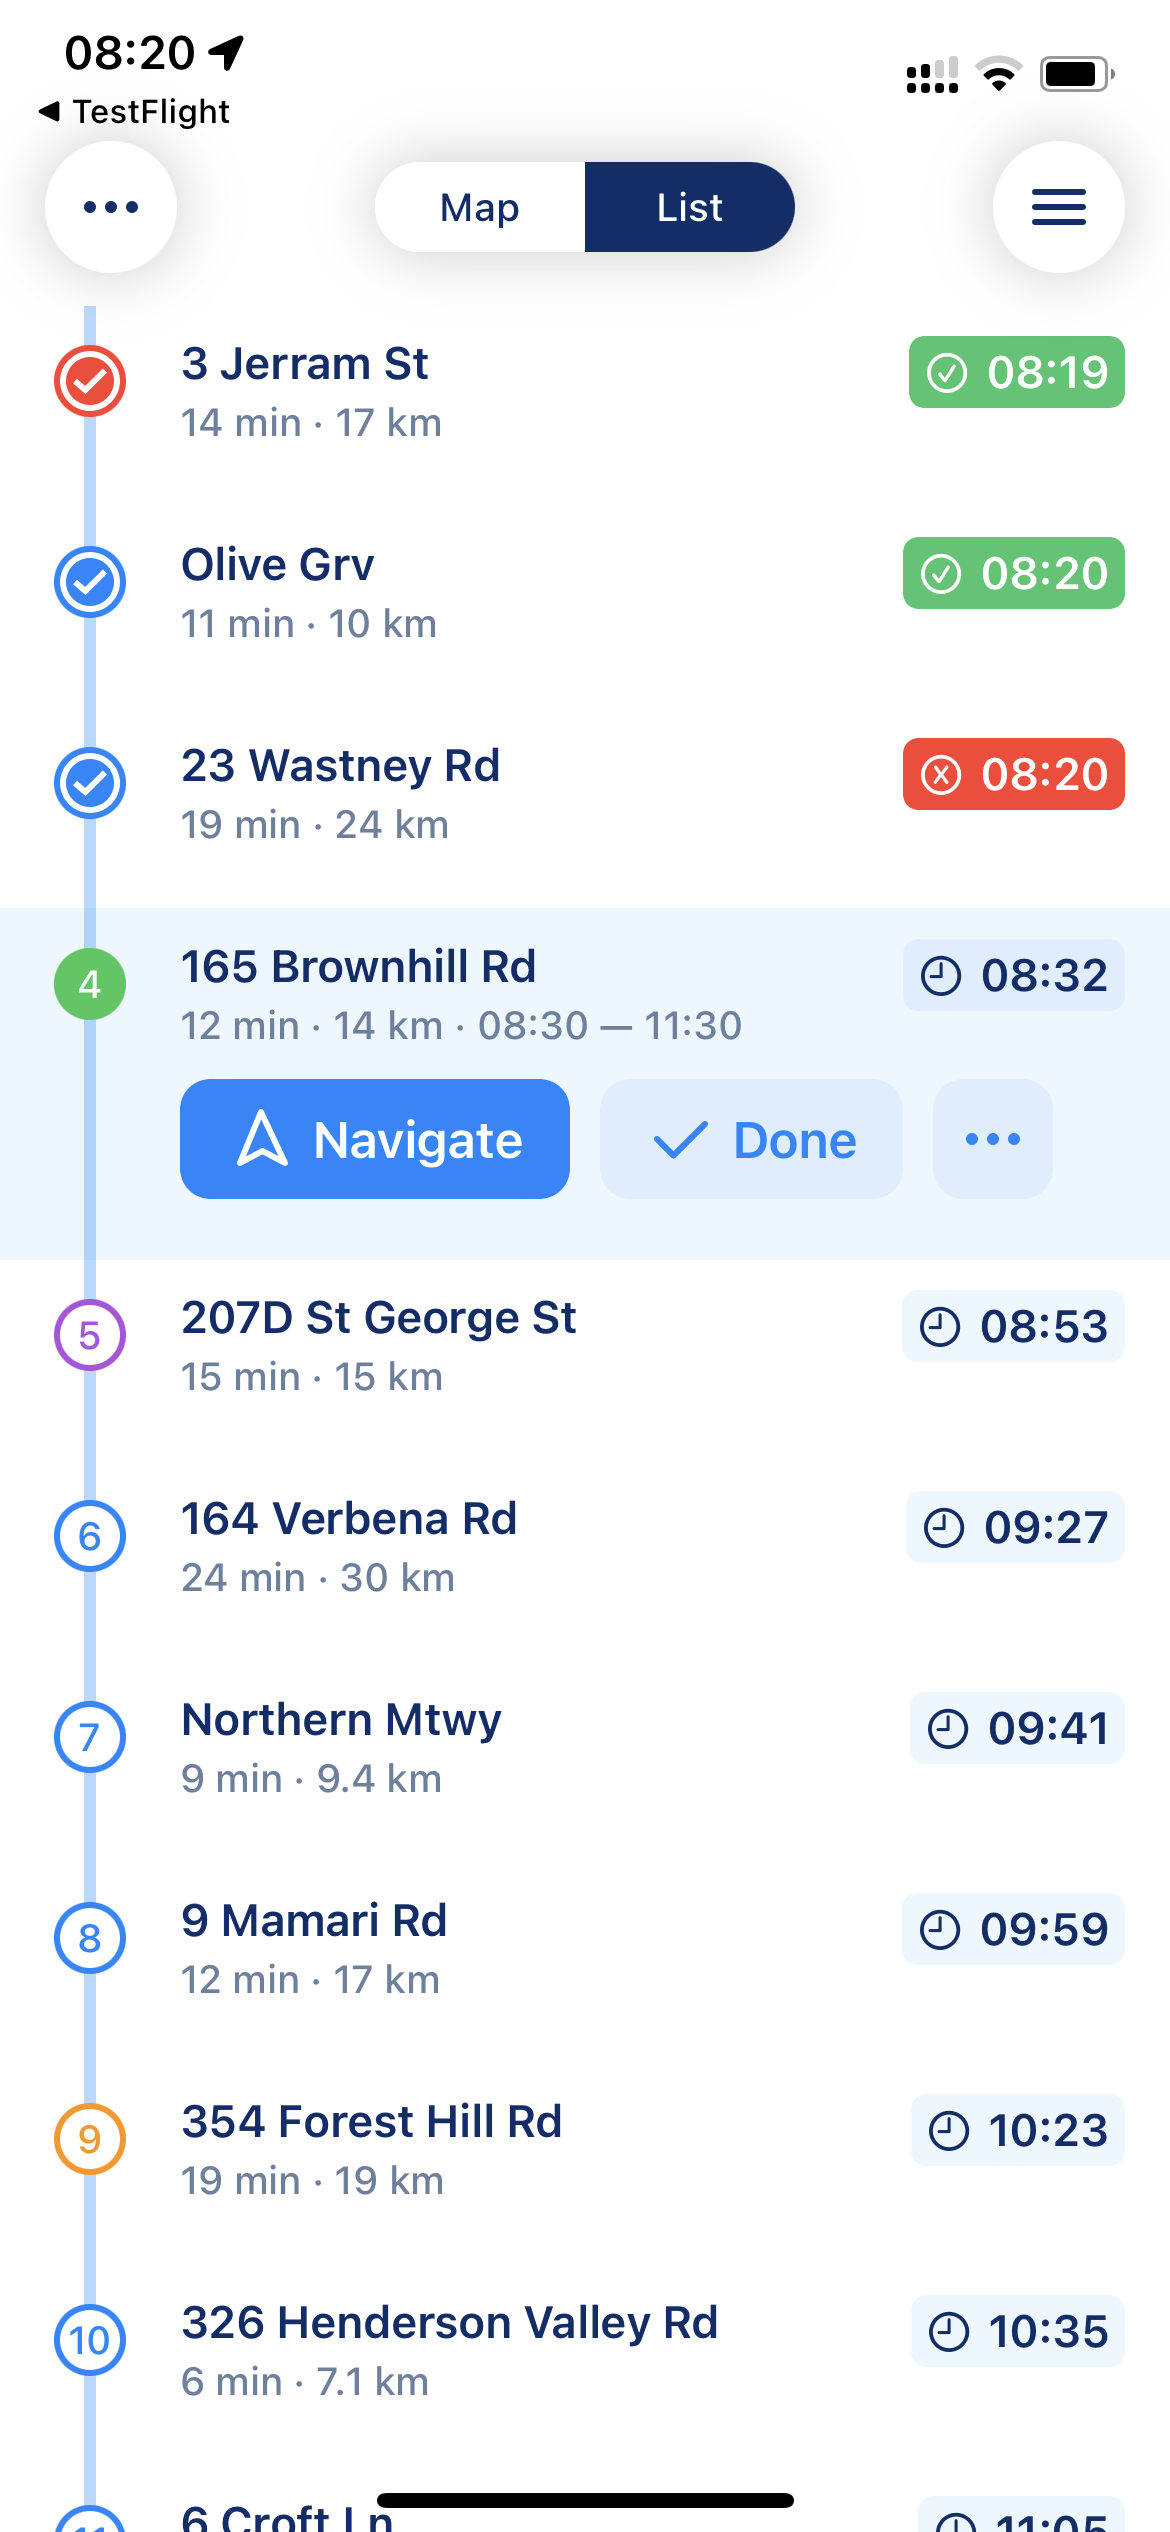 08:20
TestFlight
Map List
3 Jerram St 08:19
14 min · 17 km
Olive Grv 08:20
11 min · 10 km
23 Wastney Rd 08:20
19 min · 24 km
4 165 Brownhill Rd 08:32
12 min · 14 km · 08:30 — 11:30
Navigate Done
5 207D St George St 08:53
15 min · 15 km
6 164 Verbena Rd 09:27
24 min · 30 km
7 Northern Mtwy 09:41
9 min · 9.4 km
8 9 Mamari Rd 09:59
12 min · 17 km
9 354 Forest Hill Rd 10:23
19 min · 19 km
10 326 Henderson Valley Rd 10:35
6 min · 7.1 km
11 6 Croft Ln 11:05